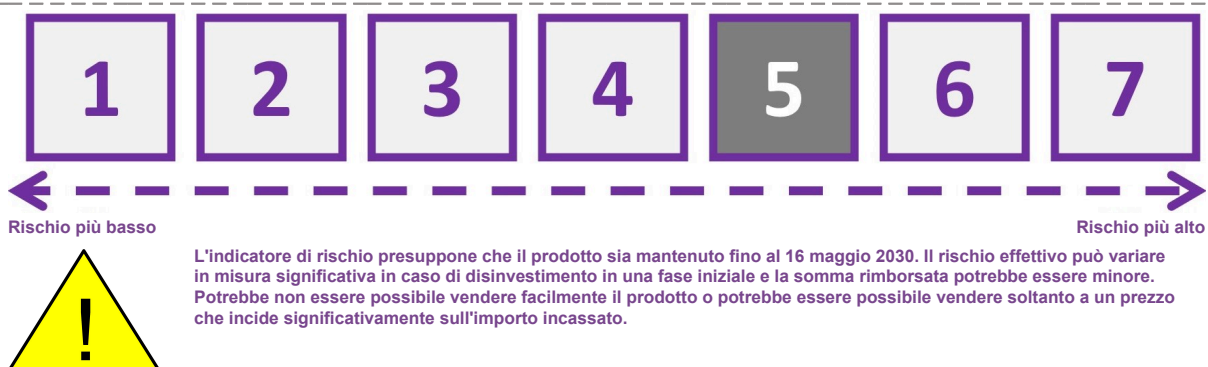 1 2 3 4 5 6 7
Rischio più basso Rischio più alto
L'indicatore di rischio presuppone che il prodotto sia mantenuto fino al 16 maggio 2030. Il rischio effettivo può variare
in misura significativa in caso di disinvestimento in una fase iniziale e la somma rimborsata potrebbe essere minore.
Potrebbe non essere possibile vendere facilmente il prodotto o potrebbe essere possibile vendere soltanto a un prezzo
che incide significativamente sull'importo incassato.
!